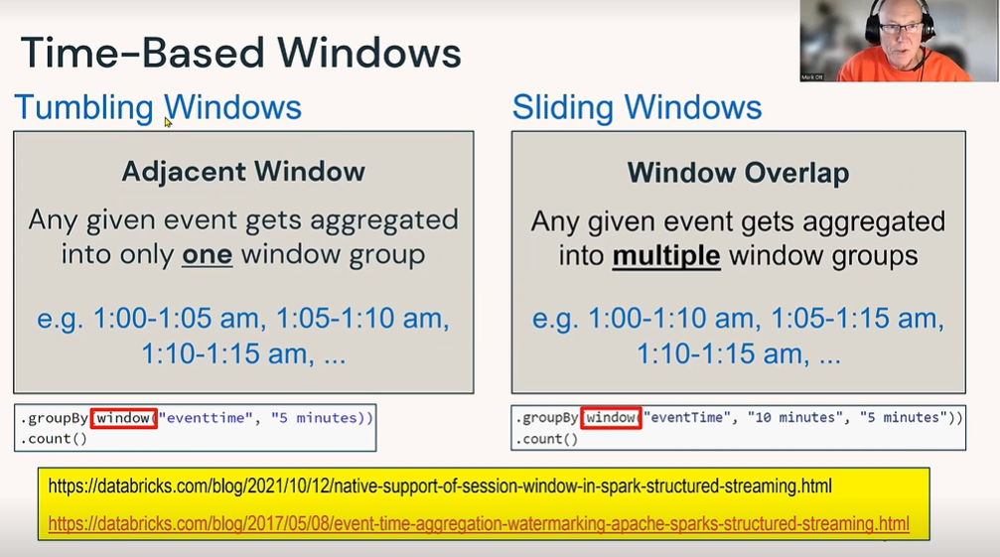 Time-Based Windows
Mark Ott
Tumbling Windows
Adjacent Window
Any given event gets aggregated
into only one window group
e.g. 1:00-1:05 am, 1:05-1:10 am,
1:10-1:15 am, ...
.groupBy(window("eventtime", "5 minutes))
.count()
Sliding Windows
Window Overlap
Any given event gets aggregated
into multiple window groups
e.g. 1:00-1:10 am, 1:05-1:15 am,
1:10-1:15 am, ...
.groupBy(window("eventTime", "10 minutes", "5 minutes"))
.count()
https://databricks.com/blog/2021/10/12/native-support-of-session-window-in-spark-structured-streaming.html
https://databricks.com/blog/2017/05/08/event-time-aggregation-watermarking-apache-sparks-structured-streaming.html